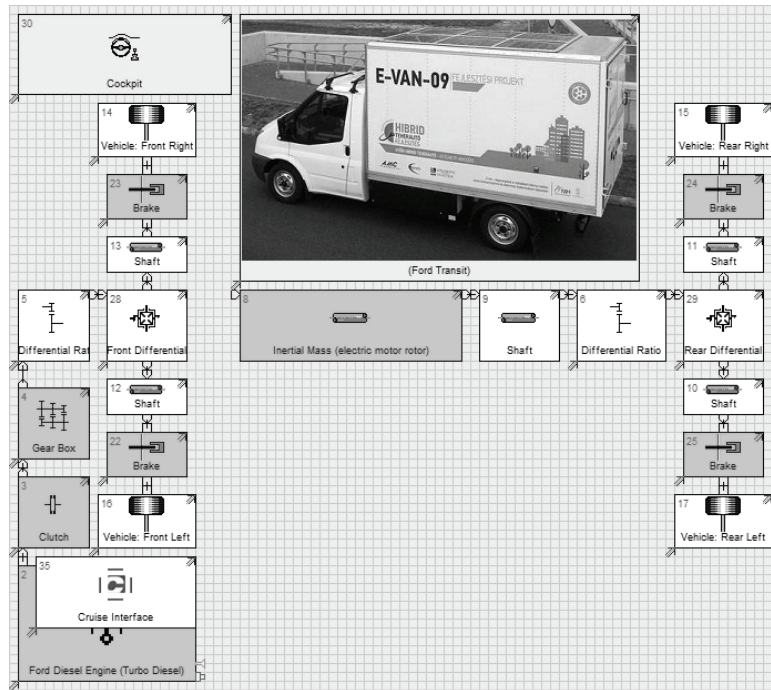 30
Cockpit
14
Vehicle: Front Right
23
Brake
13
Shaft
5
Differential Rat
28
Front Differential
12
Shaft
4
Gear Box
22
Brake
3
Clutch
16
Vehicle: Front Left
2
35
Cruise Interface
Ford Diesel Engine (Turbo Diesel)
E-VAN-09 FEJLESZTÉSI PROJEKT
HIBRID
TEHERAUTÓ
FEJLESZTÉS
(Ford Transit)
8
Inertial Mass (electric motor rotor)
9
Shaft
6
Differential Ratio
15
Vehicle: Rear Right
24
Brake
11
Shaft
29
Rear Differential
10
Shaft
25
Brake
17
Vehicle: Rear Left